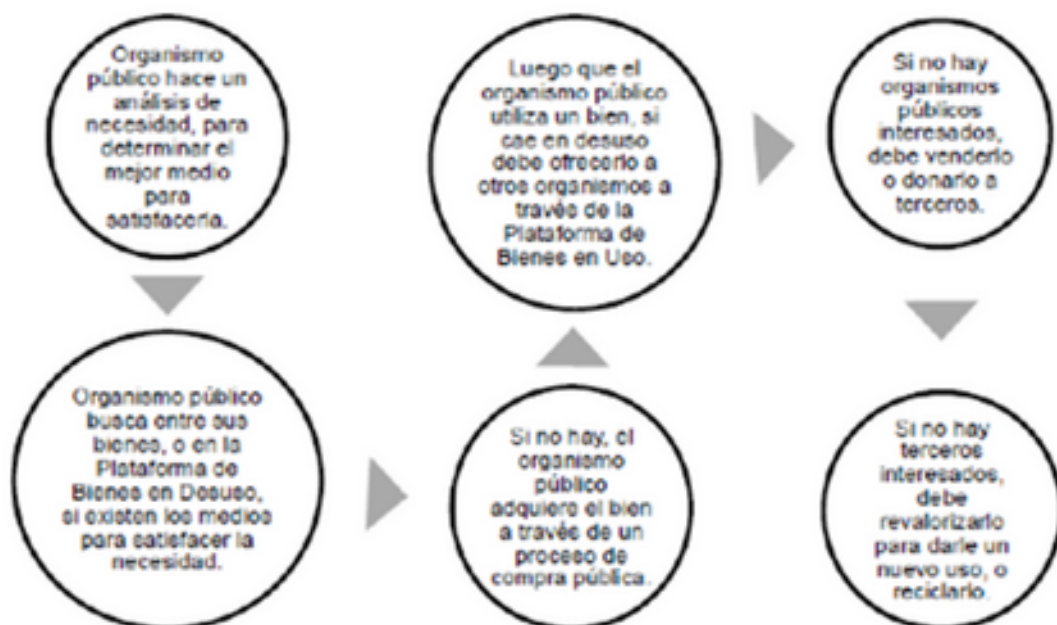 Organismo
público hace un
análisis de
necesidad, para
determinar el
mejor medio
para
satisfacerla.
Organismo público
busca entre sus
bienes, o en la
Plataforma de
Bienes en Desuso,
si existen los medios
para satisfacer la
necesidad.
Si no hay, el
organismo
público
adquiere el bien
a través de un
proceso de
compra pública.
Luego que el
organismo público
utiliza un bien, si
cae en desuso
debe ofrecerlo a
otros organismos a
través de la
Plataforma de
Bienes en Uso.
Si no hay
organismos
públicos
interesados,
debe venderlo
o donarlo a
terceros.
Si no hay
terceros
interesados,
debe
revalorizarlo
para darle un
nuevo uso, o
reciclarlo.